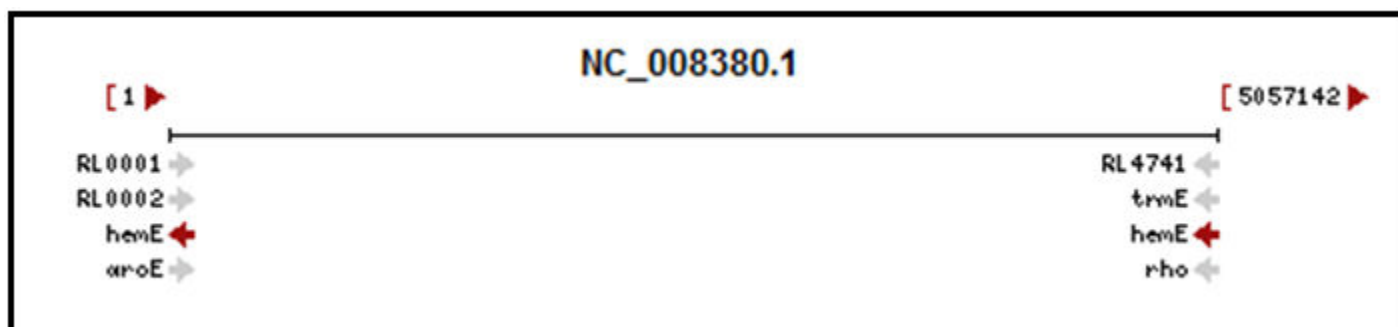 NC_008380.1
[ 1
[ 5057142
RL0001
RL4741
RL0002
trmE
hemE
hemE
aroE
rho